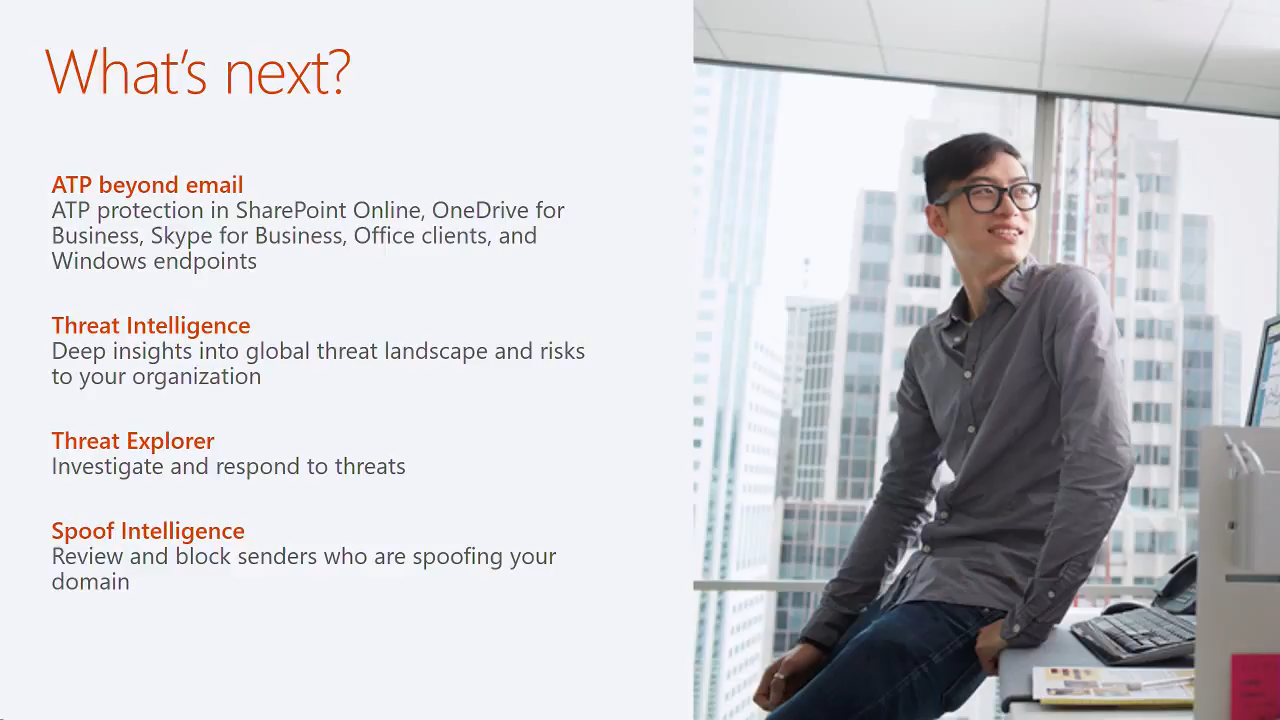 What's next?
ATP beyond email
ATP protection in SharePoint Online, OneDrive for
Business, Skype for Business, Office clients, and
Windows endpoints
Threat Intelligence
Deep insights into global threat landscape and risks
to your organization
Threat Explorer
Investigate and respond to threats
Spoof Intelligence
Review and block senders who are spoofing your
domain